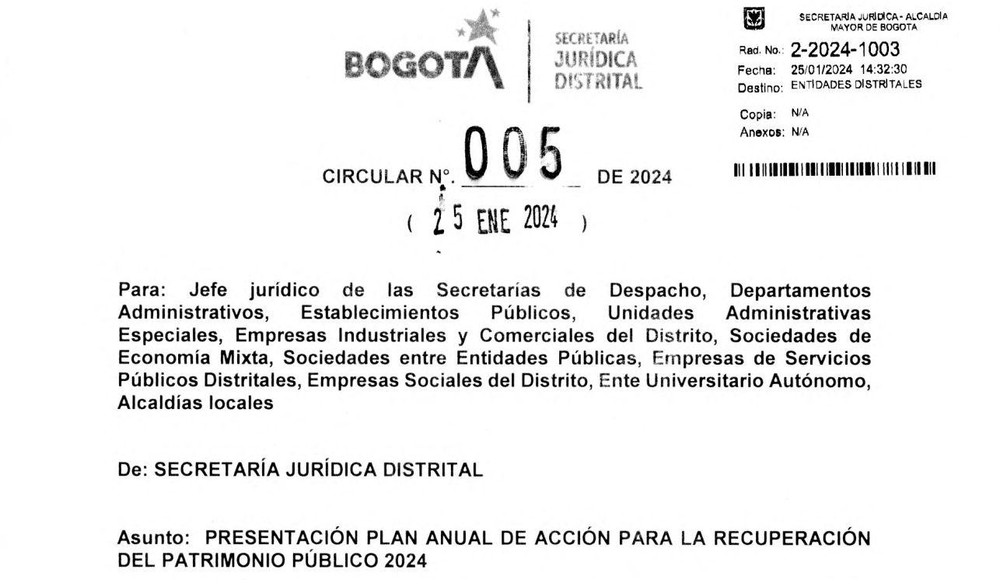 BOGOTÁ
SECRETARÍA
JURÍDICA
DISTRITAL
SECRETARÍA JURÍDICA - ALCALDÍA
MAYOR DE BOGOTA
Rad. No.: 2-2024-1003
Fecha: 25/01/2024 14:32:30
Destino: ENTIDADES DISTRITALES
Copia: N/A
Anexos: N/A
CIRCULAR N°. 005 DE 2024
( 25 ENE 2024 )
Para: Jefe jurídico de las Secretarías de Despacho, Departamentos
Administrativos, Establecimientos Públicos, Unidades Administrativas
Especiales, Empresas Industriales y Comerciales del Distrito, Sociedades de
Economía Mixta, Sociedades entre Entidades Públicas, Empresas de Servicios
Públicos Distritales, Empresas Sociales del Distrito, Ente Universitario Autónomo,
Alcaldías locales
De: SECRETARÍA JURÍDICA DISTRITAL
Asunto: PRESENTACIÓN PLAN ANUAL DE ACCIÓN PARA LA RECUPERACIÓN
DEL PATRIMONIO PÚBLICO 2024